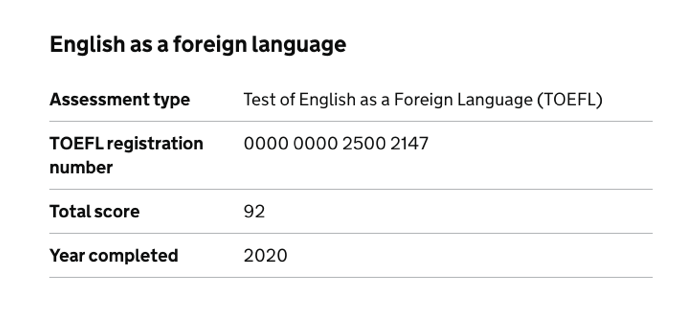 English as a foreign language
Assessment type Test of English as a Foreign Language (TOEFL)
TOEFL registration 0000 0000 2500 2147
number
Total score 92
Year completed 2020